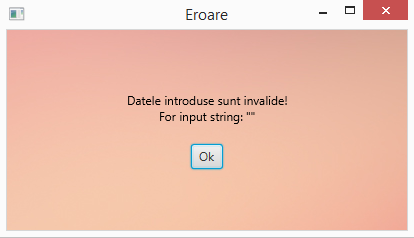 Eroare
Datele introduse sunt invalide!
For input string: ""
Ok